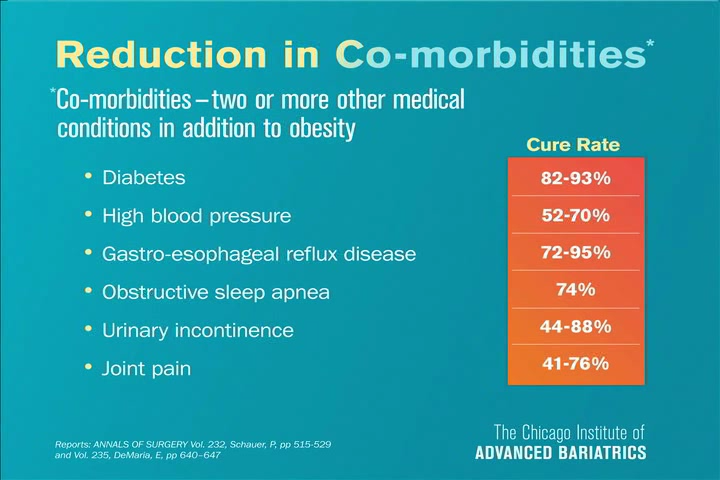 Reduction in Co-morbidities*
*Co-morbidities – two or more other medical
conditions in addition to obesity
Cure Rate
• Diabetes 82-93%
• High blood pressure 52-70%
• Gastro-esophageal reflux disease 72-95%
• Obstructive sleep apnea 74%
• Urinary incontinence 44-88%
• Joint pain 41-76%
Reports: ANNALS OF SURGERY Vol. 232, Schauer, P, pp 515-529
and Vol. 235, DeMaria, E, pp 640–647
The Chicago Institute of
ADVANCED BARIATRICS